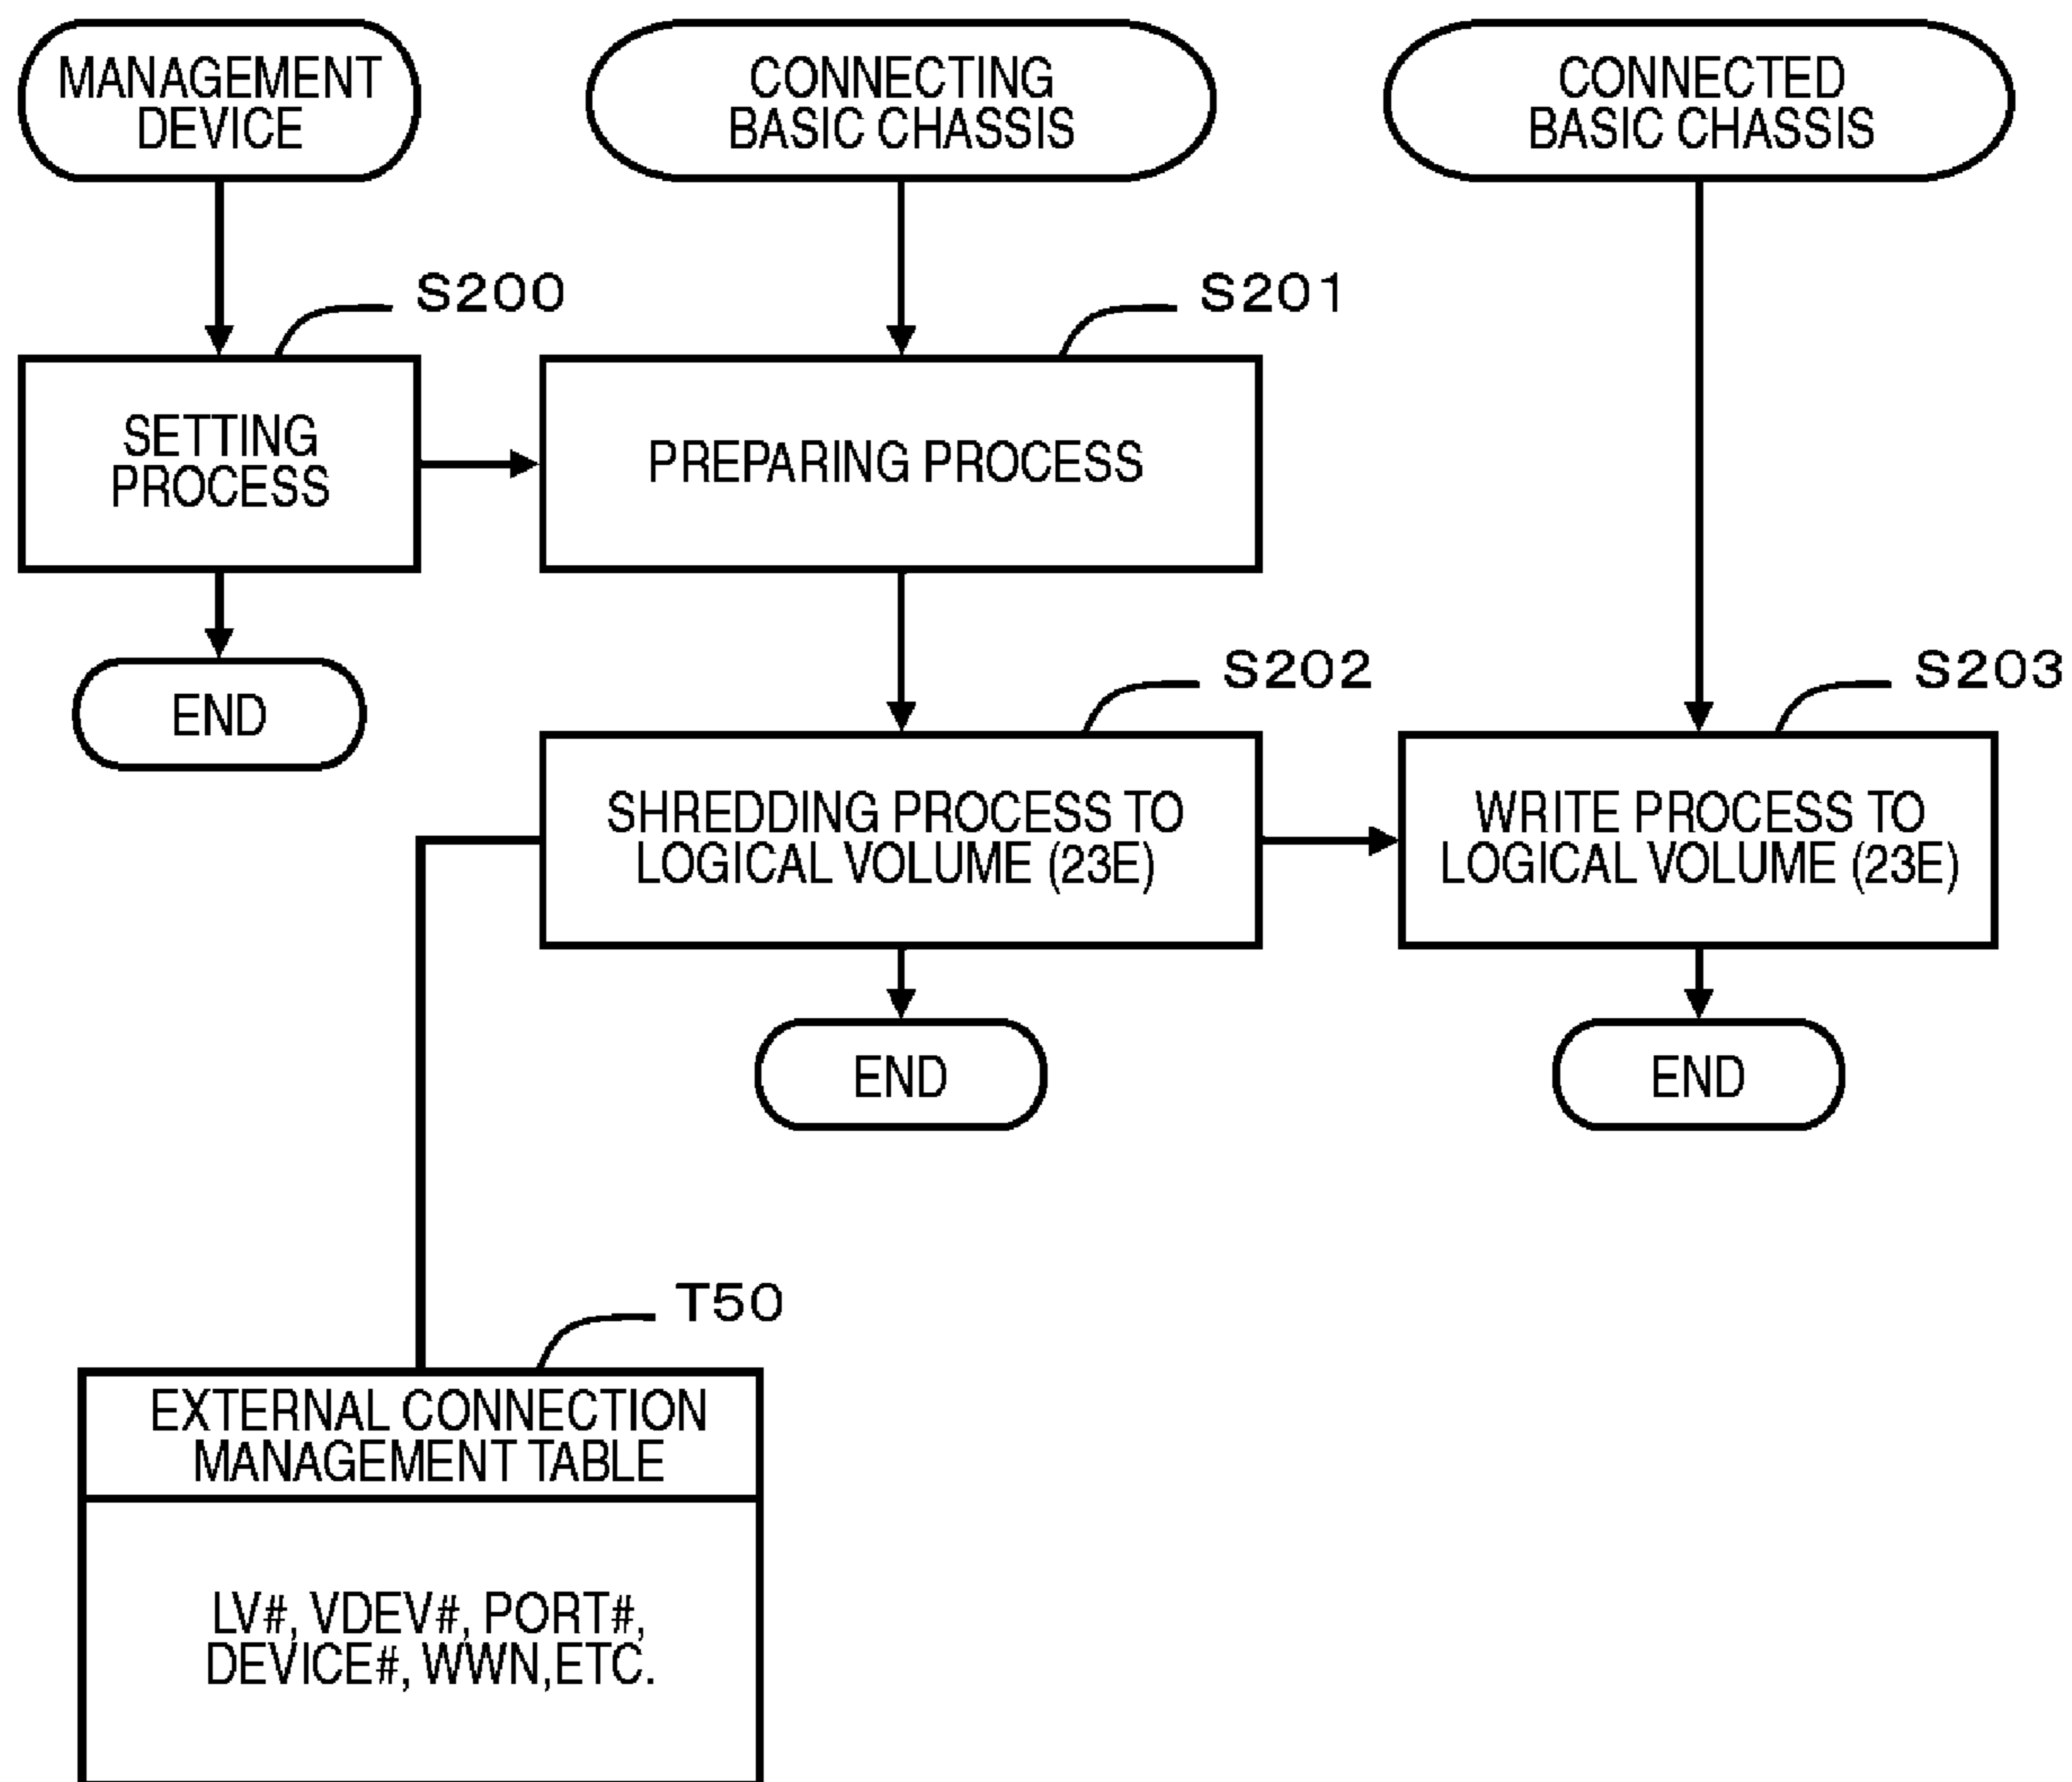 MANAGEMENT
DEVICE
CONNECTING
BASIC CHASSIS
CONNECTED
BASIC CHASSIS
S200
S201
SETTING
PROCESS
PREPARING PROCESS
END
S202
S203
SHREDDING PROCESS TO
LOGICAL VOLUME (23E)
WRITE PROCESS TO
LOGICAL VOLUME (23E)
END
END
T50
EXTERNAL CONNECTION
MANAGEMENT TABLE
LV#, VDEV#, PORT#,
DEVICE#, WWN,ETC.